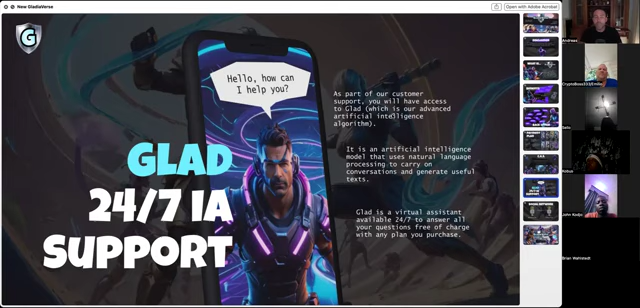 New GladiaVerse
Open with Adobe Acrobat
G
Hello, how can
I help you?
As part of our customer
support, you will have access
to Glad (which is our advanced
artificial intelligence
algorithm).
It is an artificial intelligence
model that uses natural language
processing to carry on
conversations and generate useful
texts.
Glad is a virtual assistant
available 24/7 to answer all
your questions free of charge
with any plan you purchase.
GLAD
24/7 IA
SUPPORT
Andreas
John Kodjo
Brian Wahlstedt